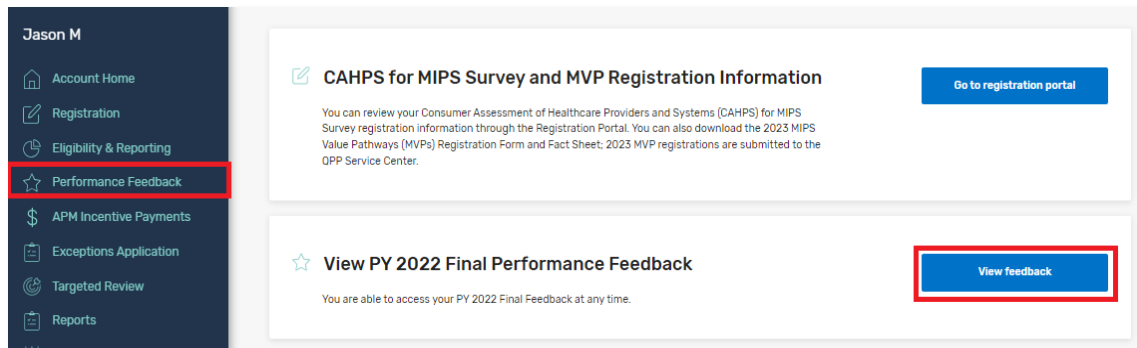 Jason M
Account Home
Registration
Eligibility & Reporting
Performance Feedback
APM Incentive Payments
Exceptions Application
Targeted Review
Reports
CAHPS for MIPS Survey and MVP Registration Information
Go to registration portal
You can review your Consumer Assessment of Healthcare Providers and Systems (CAHPS) for MIPS
Survey registration information through the Registration Portal. You can also download the 2023 MIPS
Value Pathways (MVPs) Registration Form and Fact Sheet; 2023 MVP registrations are submitted to the
QPP Service Center.
View PY 2022 Final Performance Feedback
View feedback
You are able to access your PY 2022 Final Feedback at any time.